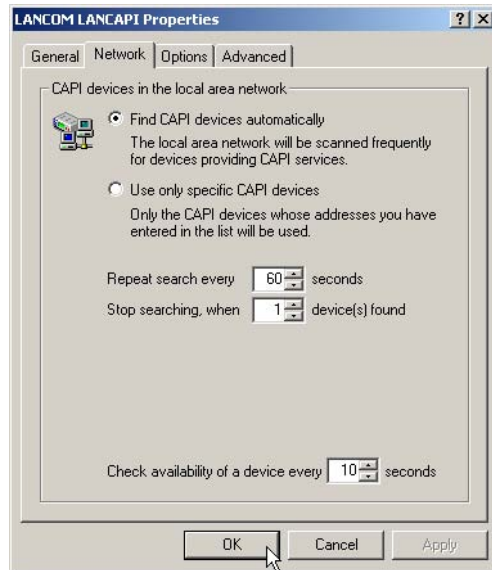 LANCOM LANCAPI Properties
General Network Options Advanced
CAPI devices in the local area network
Find CAPI devices automatically
The local area network will be scanned frequently
for devices providing CAPI services.
Use only specific CAPI devices
Only the CAPI devices whose addresses you have
entered in the list will be used.
Repeat search every 60 seconds
Stop searching, when 1 device(s) found
Check availability of a device every 10 seconds
OK Cancel Apply